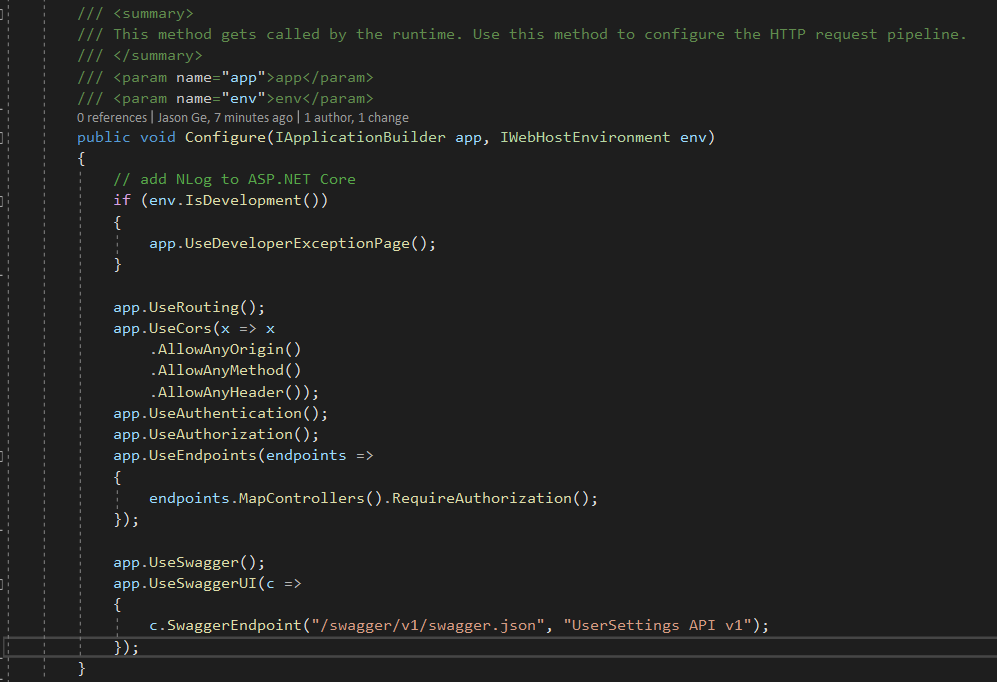 /// <summary>
/// This method gets called by the runtime. Use this method to configure the HTTP request pipeline.
/// </summary>
/// <param name="app">app</param>
/// <param name="env">env</param>
0 references | Jason Ge, 7 minutes ago | 1 author, 1 change
public void Configure(IApplicationBuilder app, IWebHostEnvironment env)
{
    // add NLog to ASP.NET Core
    if (env.IsDevelopment())
    {
        app.UseDeveloperExceptionPage();
    }

    app.UseRouting();
    app.UseCors(x => x
        .AllowAnyOrigin()
        .AllowAnyMethod()
        .AllowAnyHeader());
    app.UseAuthentication();
    app.UseAuthorization();
    app.UseEndpoints(endpoints =>
    {
        endpoints.MapControllers().RequireAuthorization();
    });

    app.UseSwagger();
    app.UseSwaggerUI(c =>
    {
        c.SwaggerEndpoint("/swagger/v1/swagger.json", "UserSettings API v1");
    });
}